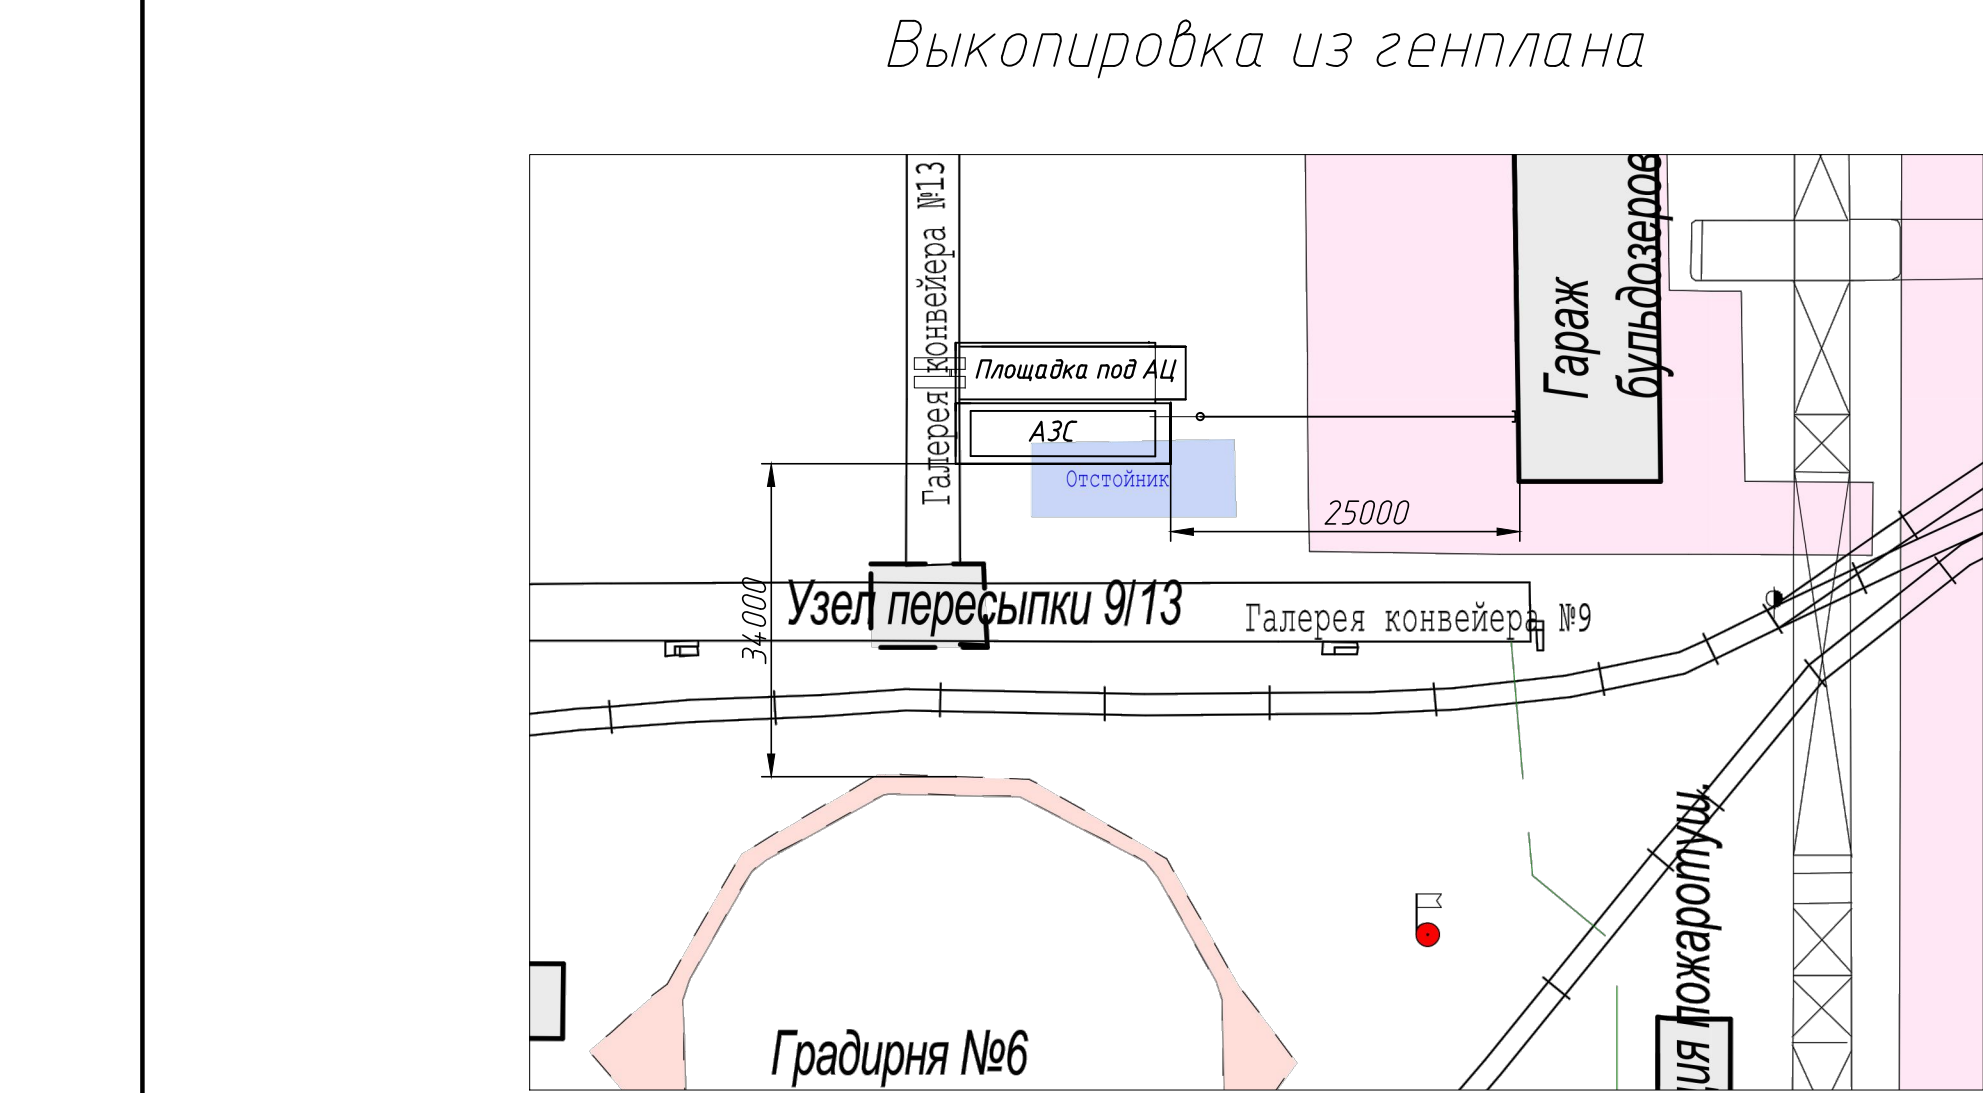 Выкопировка из генплана
Галерея конвейера №13
Гараж
бульдозеров
Площадка под АЦ
АЗС
Отстойник
25000
34000
Узел пересыпки 9/13
Галерея конвейера №9
Градирня №6
пожаротуш.